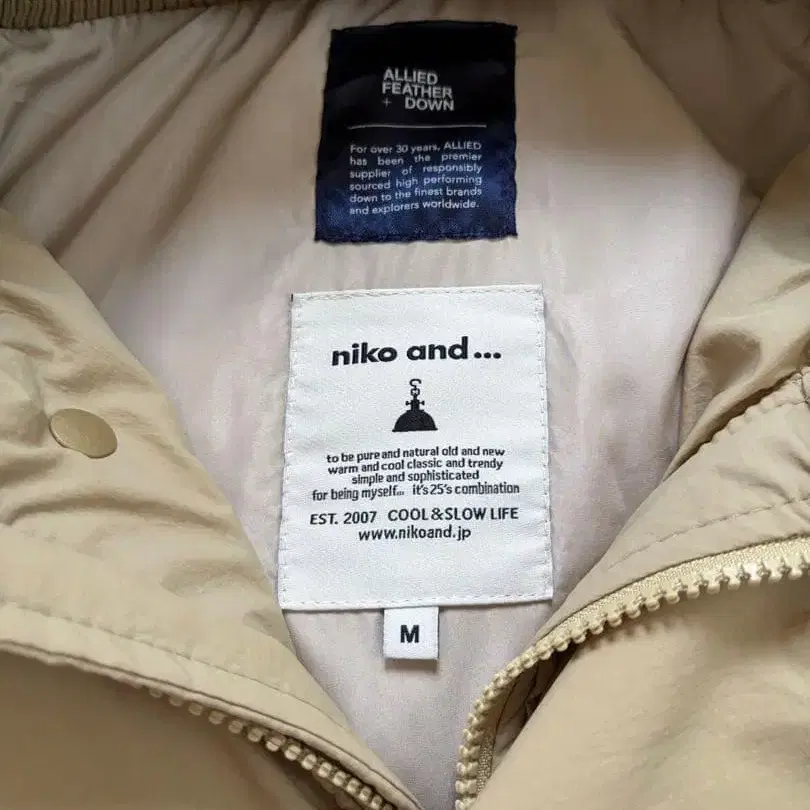 ALLIED
FEATHER
+ DOWN
For over 30 years, ALLIED
has been the premier
supplier of responsibly
sourced high performing
down to the finest brands
and explorers worldwide.
niko and...
to be pure and natural old and new
warm and cool classic and trendy
simple and sophisticated
for being myself... it's 25's combination
EST. 2007 COOL&SLOW LIFE
www.nikoand.jp
M